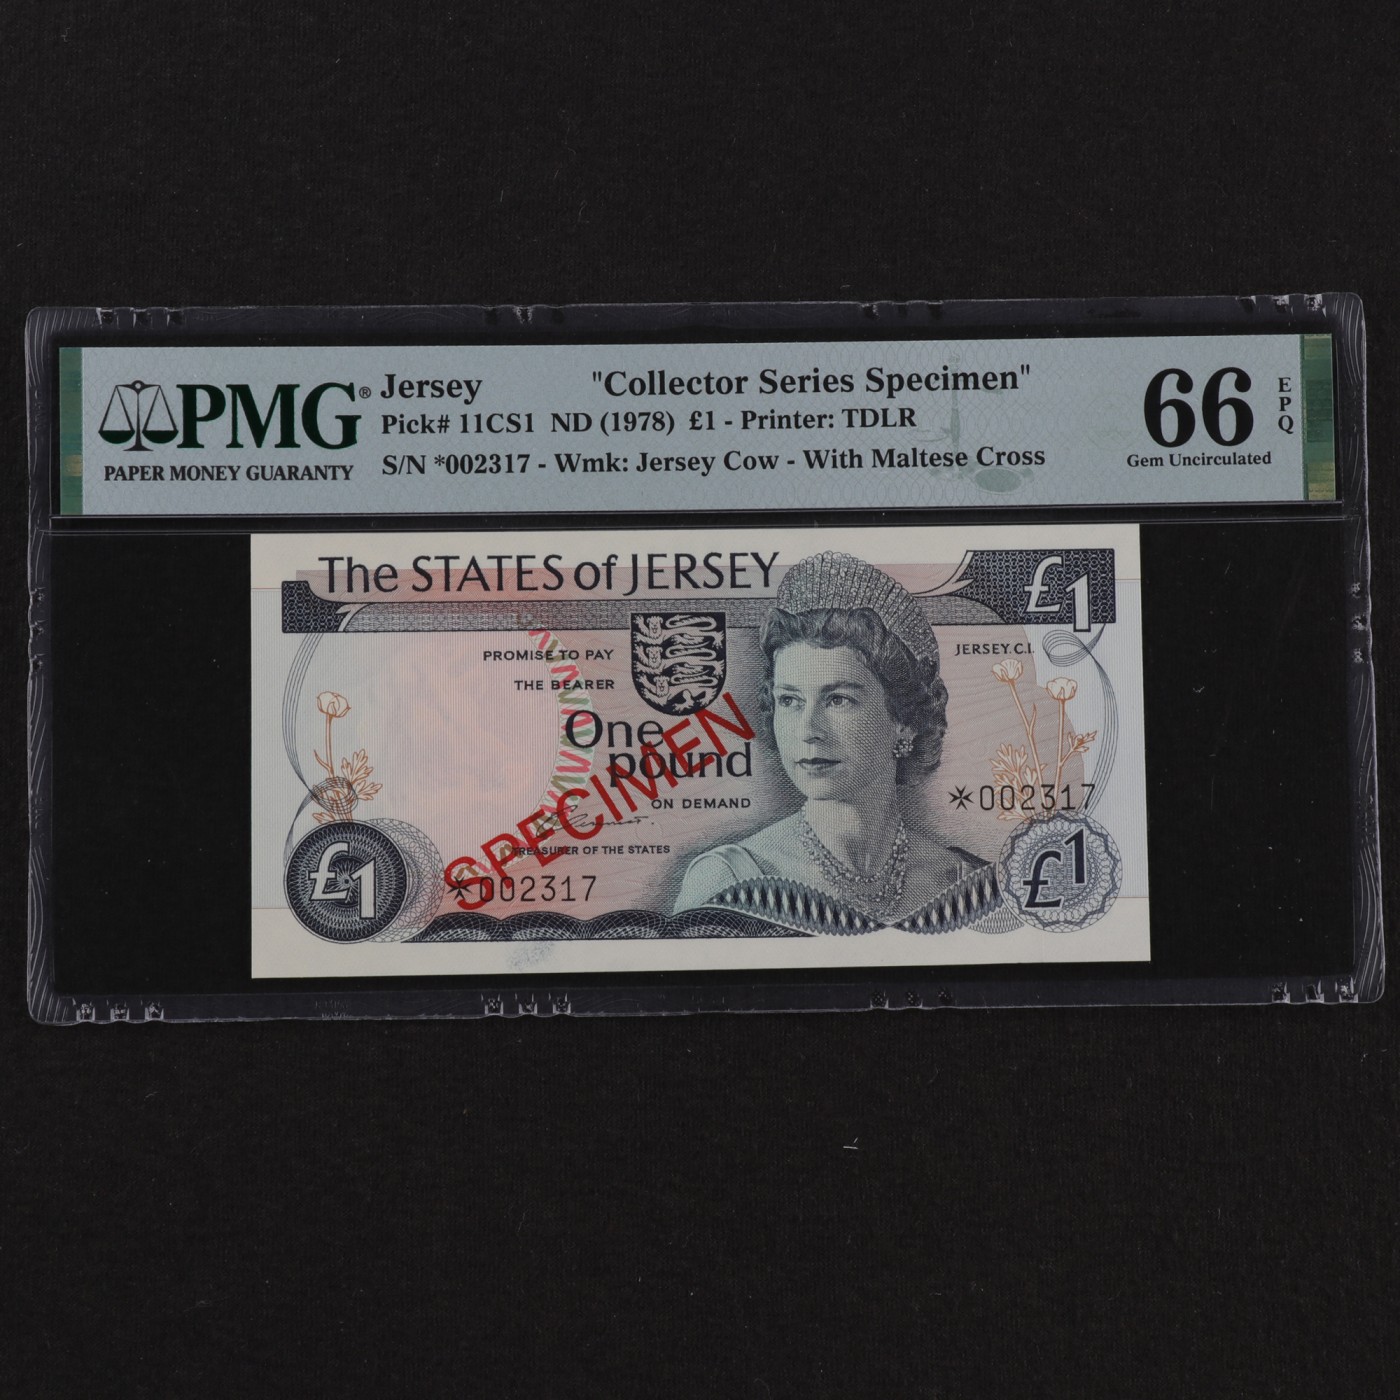 PMG®
PAPER MONEY GUARANTY
Jersey "Collector Series Specimen"
Pick# 11CS1 ND (1978) £1 - Printer: TDLR
S/N *002317 - Wmk: Jersey Cow - With Maltese Cross
66
EPQ
Gem Uncirculated
The STATES of JERSEY
£1
PROMISE TO PAY
THE BEARER
JERSEY.C.I.
One
pound
SPECIMEN
ON DEMAND
TREASURER OF THE STATES
002317
002317
£1
£1